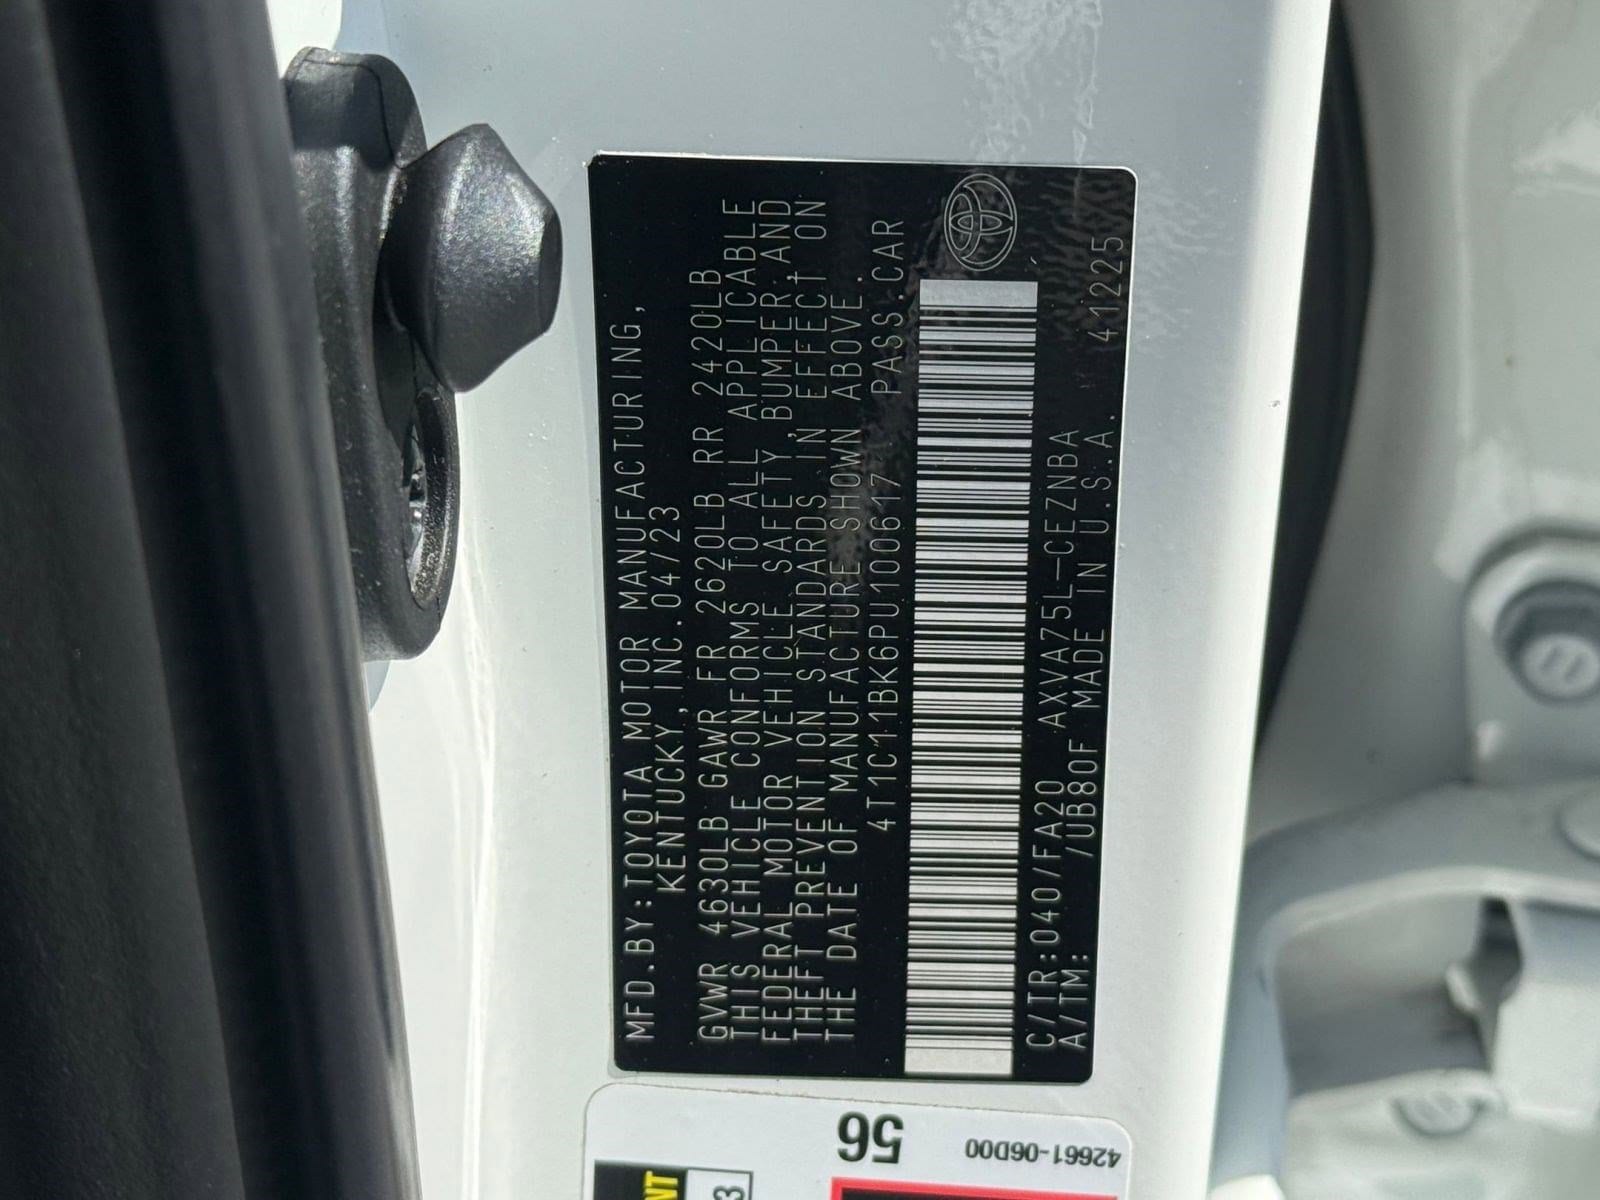 MFD.BY:TOYOTA MOTOR MANUFACTURING,
KENTUCKY,INC.04/23
GVWR 4630LB GAWR FR 2620LB RR 2420LB
THIS VEHICLE CONFORMS TO ALL APPLICABLE
FEDERAL MOTOR VEHICLE SAFETY,BUMPER,AND
THEFT PREVENTION STANDARDS IN EFFECT ON
THE DATE OF MANUFACTURE SHOWN ABOVE.
4T1C11BK6PU100617 PASS.CAR
C/TR:040/FA20 AXVA75L-CEZNBA
A/TM: /UB80F MADE IN U.S.A. 41225
56
42661-06D00